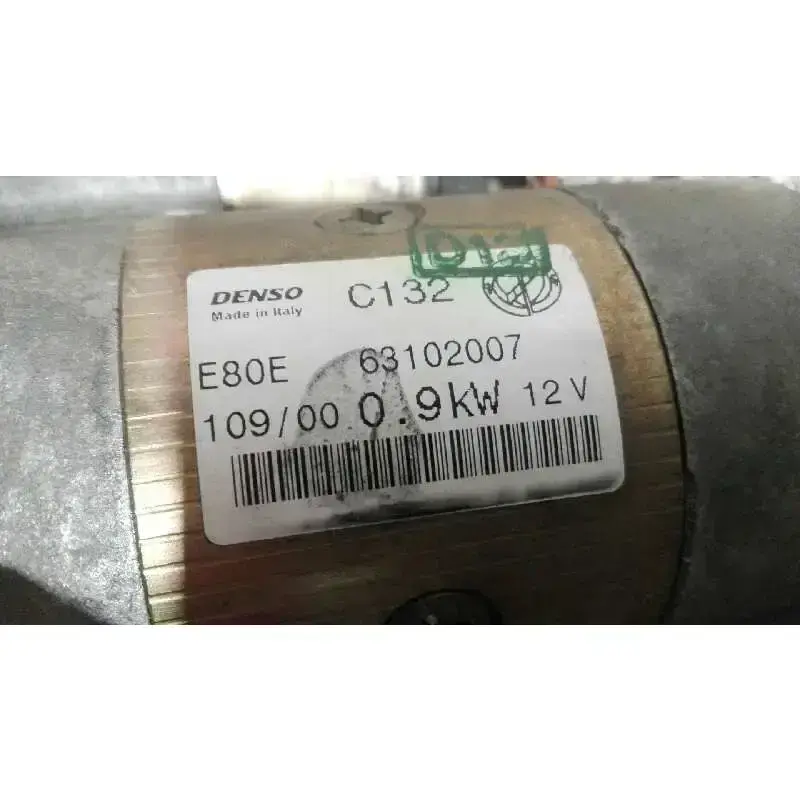 DENSO C132
Made in Italy
E80E 63102007
109/00 0.9kW 12V